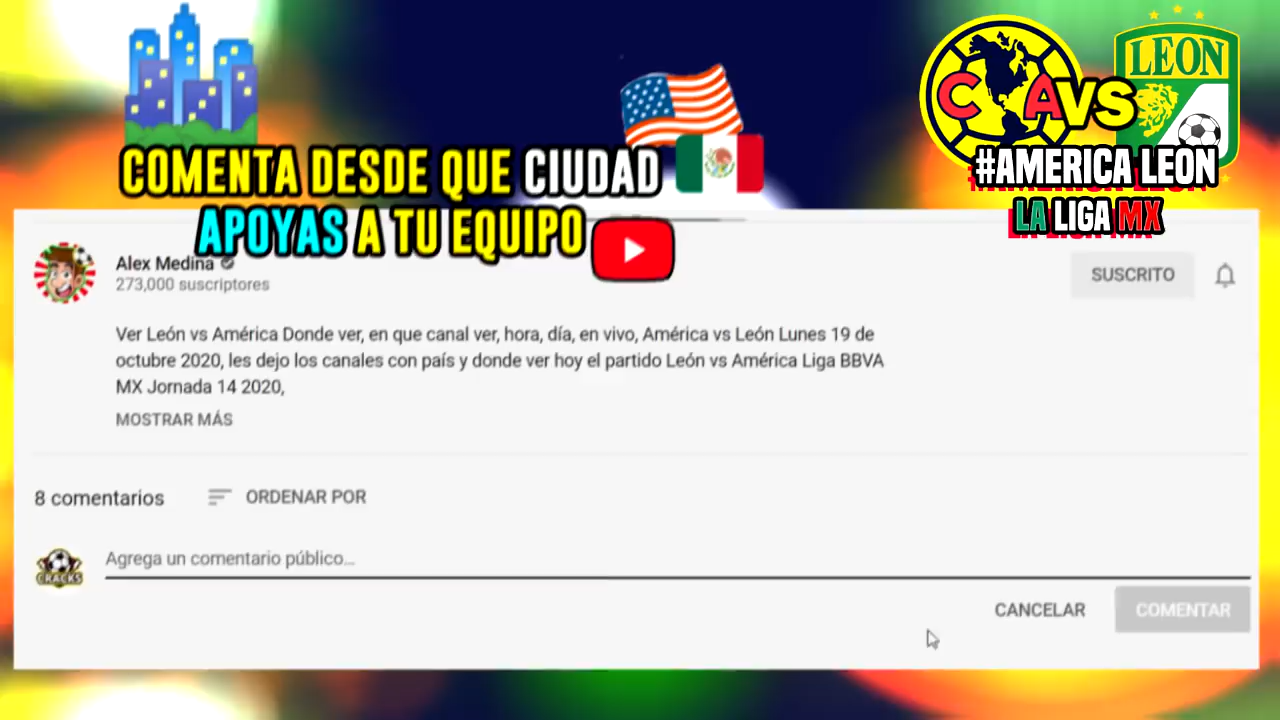 LEON
CAVS
#AMERICA LEON
LA LIGA MX
COMENTA DESDE QUE CIUDAD
APOYAS A TU EQUIPO
Alex Medina
273,000 suscriptores
SUSCRITO
Ver León vs América Donde ver, en que canal ver, hora, día, en vivo, América vs León Lunes 19 de
octubre 2020, les dejo los canales con país y donde ver hoy el partido León vs América Liga BBVA
MX Jornada 14 2020,
MOSTRAR MÁS
8 comentarios
ORDENAR POR
CRACKS
Agrega un comentario público...
CANCELAR
COMENTAR